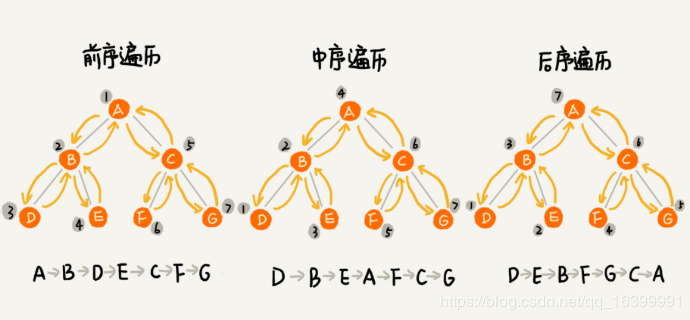 前序遍历
中序遍历
后序遍历
1
A
2
B
5
C
3
D
4
E
F
6
G
7
4
A
2
B
6
C
1
D
3
E
F
5
G
7
7
A
3
B
6
C
1
D
2
E
F
4
G
5
A→B→D→E→C→F→G
D→B→E→A→F→C→G
D→E→B→F→G→C→A
https://blog.csdn.net/qq_16399991